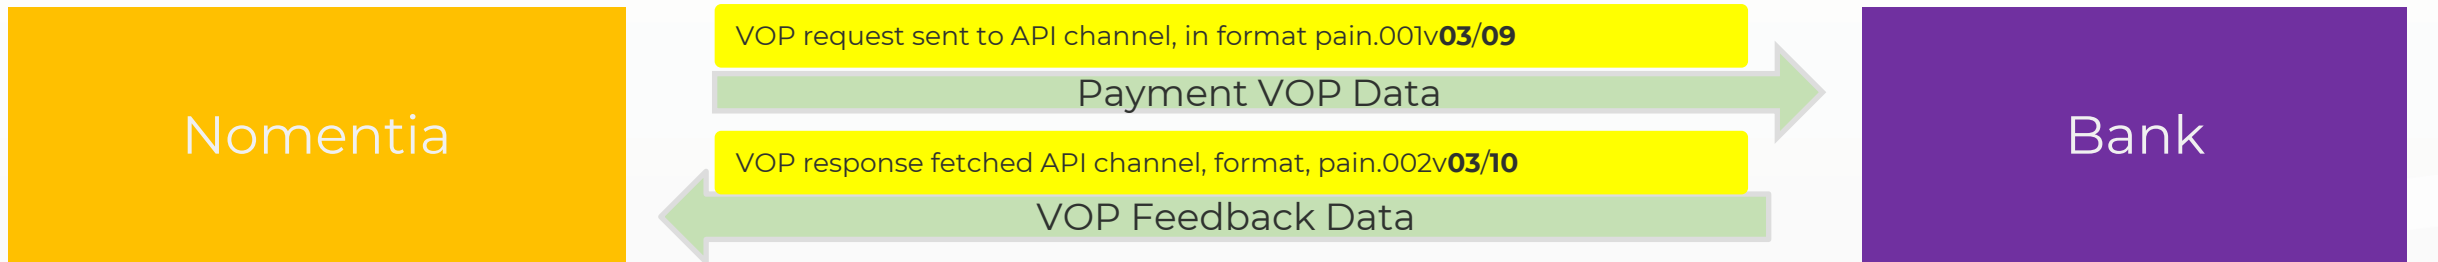 Nomentia
VOP request sent to API channel, in format pain.001v03/09
Payment VOP Data
VOP response fetched API channel, format, pain.002v03/10
VOP Feedback Data
Bank